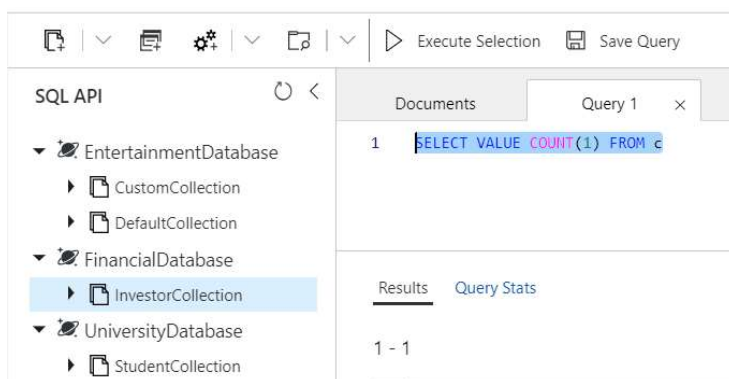 Execute Selection Save Query
SQL API
EntertainmentDatabase
CustomCollection
DefaultCollection
FinancialDatabase
InvestorCollection
UniversityDatabase
StudentCollection
Documents Query 1
1 SELECT VALUE COUNT(1) FROM c
Results Query Stats
1 - 1